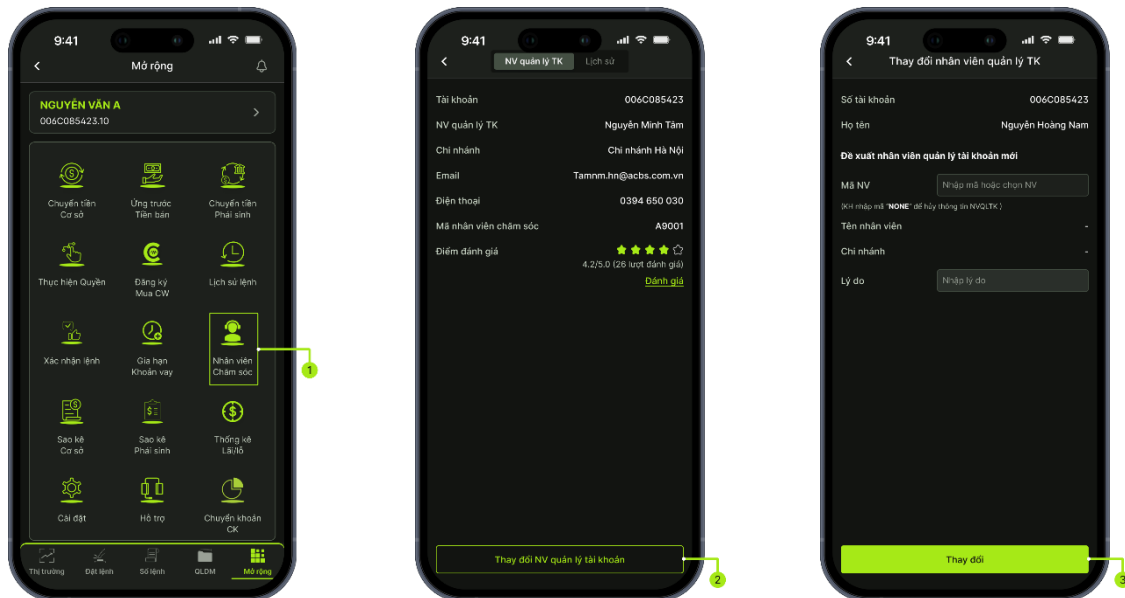 9:41
Mở rộng
NGUYỄN VĂN A
006C085423.10
Chuyển tiền
Cơ sở
Ứng trước
Tiền bán
Chuyển tiền
Phái sinh
Thực hiện Quyền
Đăng ký
Mua CW
Lịch sử lệnh
Xác nhận lệnh
Gia hạn
Khoản vay
Nhân viên
Chăm sóc
1
Sao kê
Cơ sở
Sao kê
Phái sinh
Thống kê
Lãi/lỗ
Cài đặt
Hỗ trợ
Chuyển khoản
CK
Thị trường Đặt lệnh Sổ lệnh QLDM Mở rộng
9:41
NV quản lý TK Lịch sử
Tài khoản 006C085423
NV quản lý TK Nguyễn Minh Tâm
Chi nhánh Chi nhánh Hà Nội
Email Tamnm.hn@acbs.com.vn
Điện thoại 0394 650 030
Mã nhân viên chăm sóc A9001
Điểm đánh giá
4.2/5.0 (26 lượt đánh giá)
Đánh giá
Thay đổi NV quản lý tài khoản
2
9:41
Thay đổi nhân viên quản lý TK
Số tài khoản 006C085423
Họ tên Nguyễn Hoàng Nam
Đề xuất nhân viên quản lý tài khoản mới
Mã NV Nhập mã hoặc chọn NV
(KH nhập mã "NONE" để hủy thông tin NVQLTK )
Tên nhân viên -
Chi nhánh -
Lý do Nhập lý do
Thay đổi
3